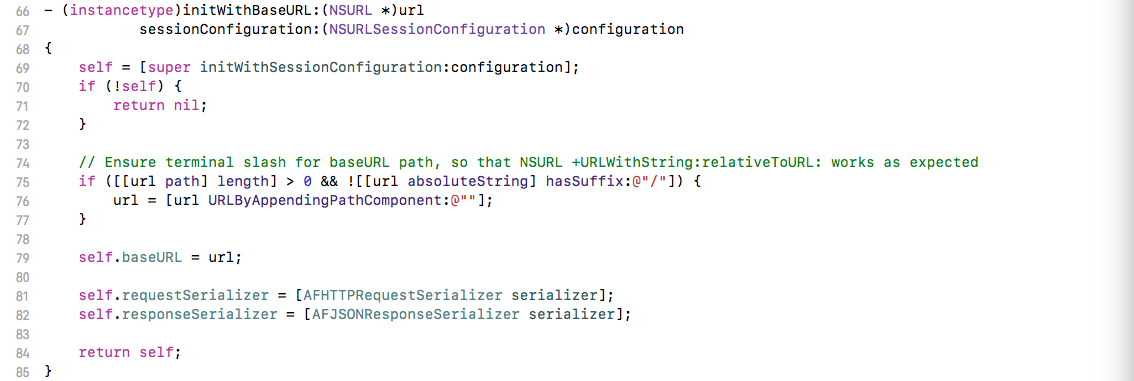 66 - (instancetype)initWithBaseURL:(NSURL *)url
67            sessionConfiguration:(NSURLSessionConfiguration *)configuration
68 {
69     self = [super initWithSessionConfiguration:configuration];
70     if (!self) {
71         return nil;
72     }
73
74     // Ensure terminal slash for baseURL path, so that NSURL +URLWithString:relativeToURL: works as expected
75     if ([[url path] length] > 0 && ![[url absoluteString] hasSuffix:@"/"]) {
76         url = [url URLByAppendingPathComponent:@""];
77     }
78
79     self.baseURL = url;
80
81     self.requestSerializer = [AFHTTPRequestSerializer serializer];
82     self.responseSerializer = [AFJSONResponseSerializer serializer];
83
84     return self;
85 }